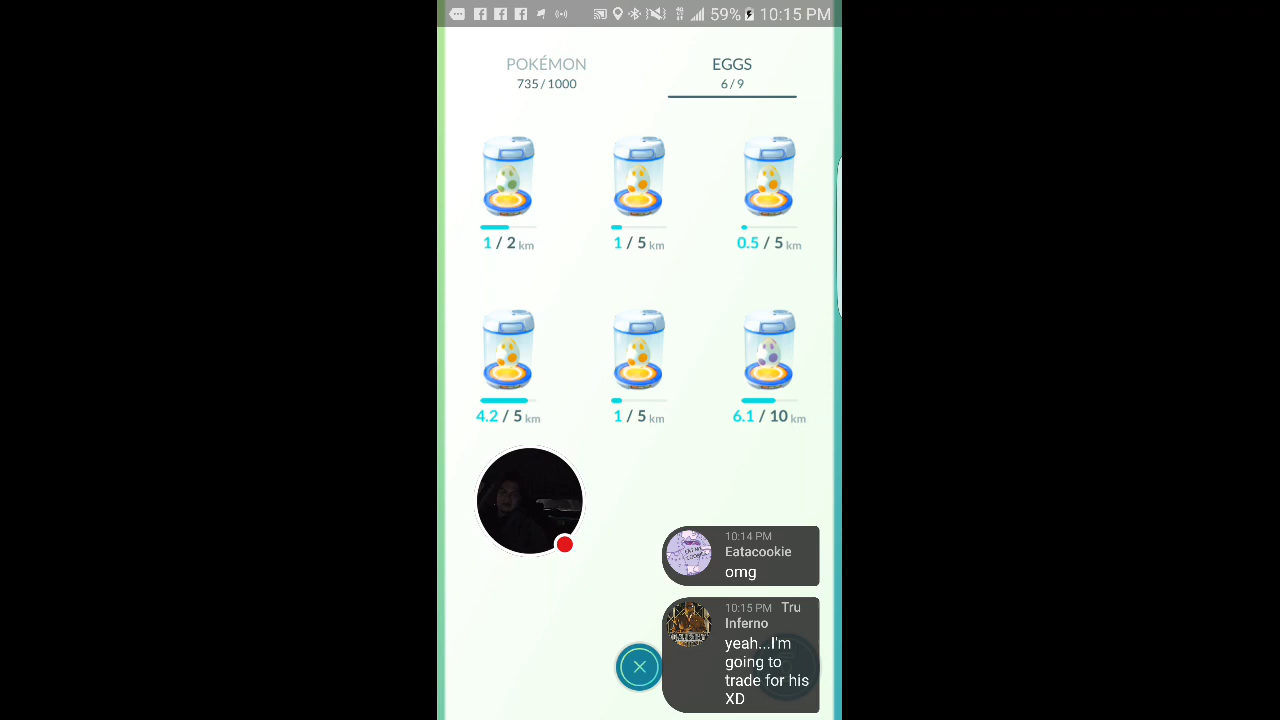 59% 10:15 PM
POKÉMON
735 / 1000
EGGS
6 / 9
1 / 2 km
1 / 5 km
0.5 / 5 km
4.2 / 5 km
1 / 5 km
6.1 / 10 km
10:14 PM
Eatacookie
omg
10:15 PM Tru
Inferno
yeah...I'm
going to
trade for his
XD